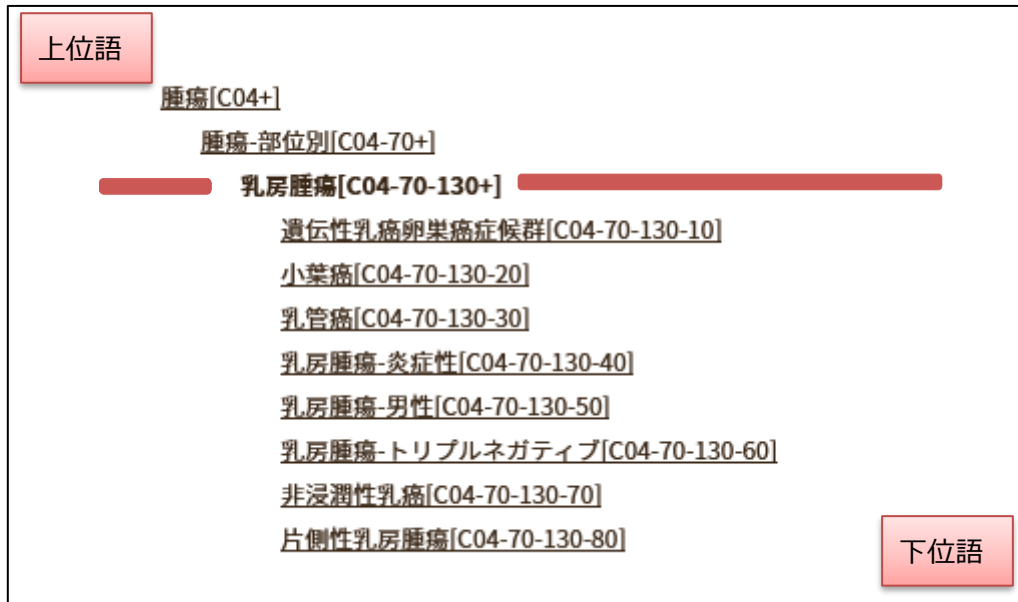 上位語
腫瘍[C04+]
腫瘍-部位別[C04-70+]
乳房腫瘍[C04-70-130+]
遺伝性乳癌卵巣癌症候群[C04-70-130-10]
小葉癌[C04-70-130-20]
乳管癌[C04-70-130-30]
乳房腫瘍-炎症性[C04-70-130-40]
乳房腫瘍-男性[C04-70-130-50]
乳房腫瘍-トリプルネガティブ[C04-70-130-60]
非浸潤性乳癌[C04-70-130-70]
片側性乳房腫瘍[C04-70-130-80]
下位語